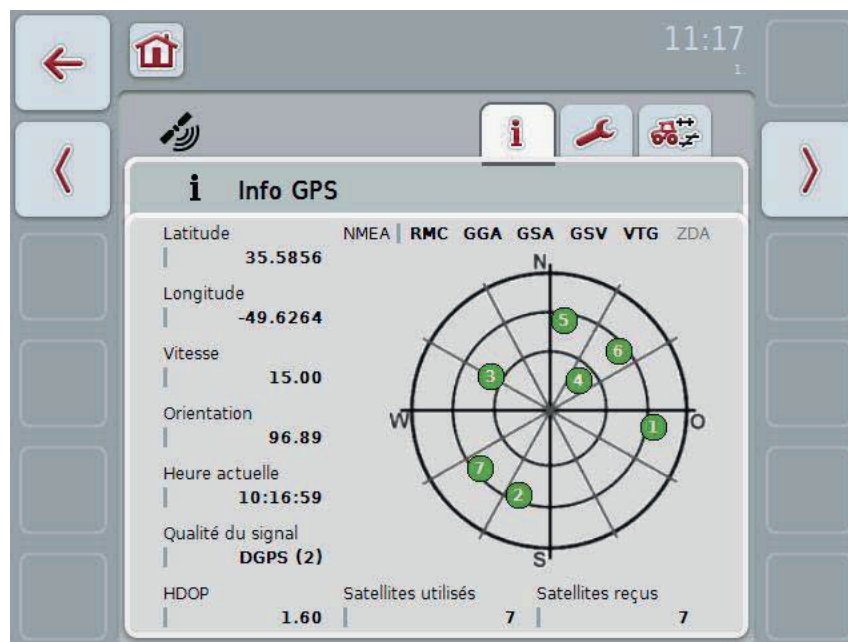 11:17
1.
i
i Info GPS
Latitude
35.5856
NMEA RMC GGA GSA GSV VTG ZDA
Longitude
-49.6264
Vitesse
15.00
Orientation
96.89
Heure actuelle
10:16:59
Qualité du signal
DGPS (2)
HDOP
1.60
N
5
6
3
4
W
1
O
7
2
S
Satellites utilisés
7
Satellites reçus
7